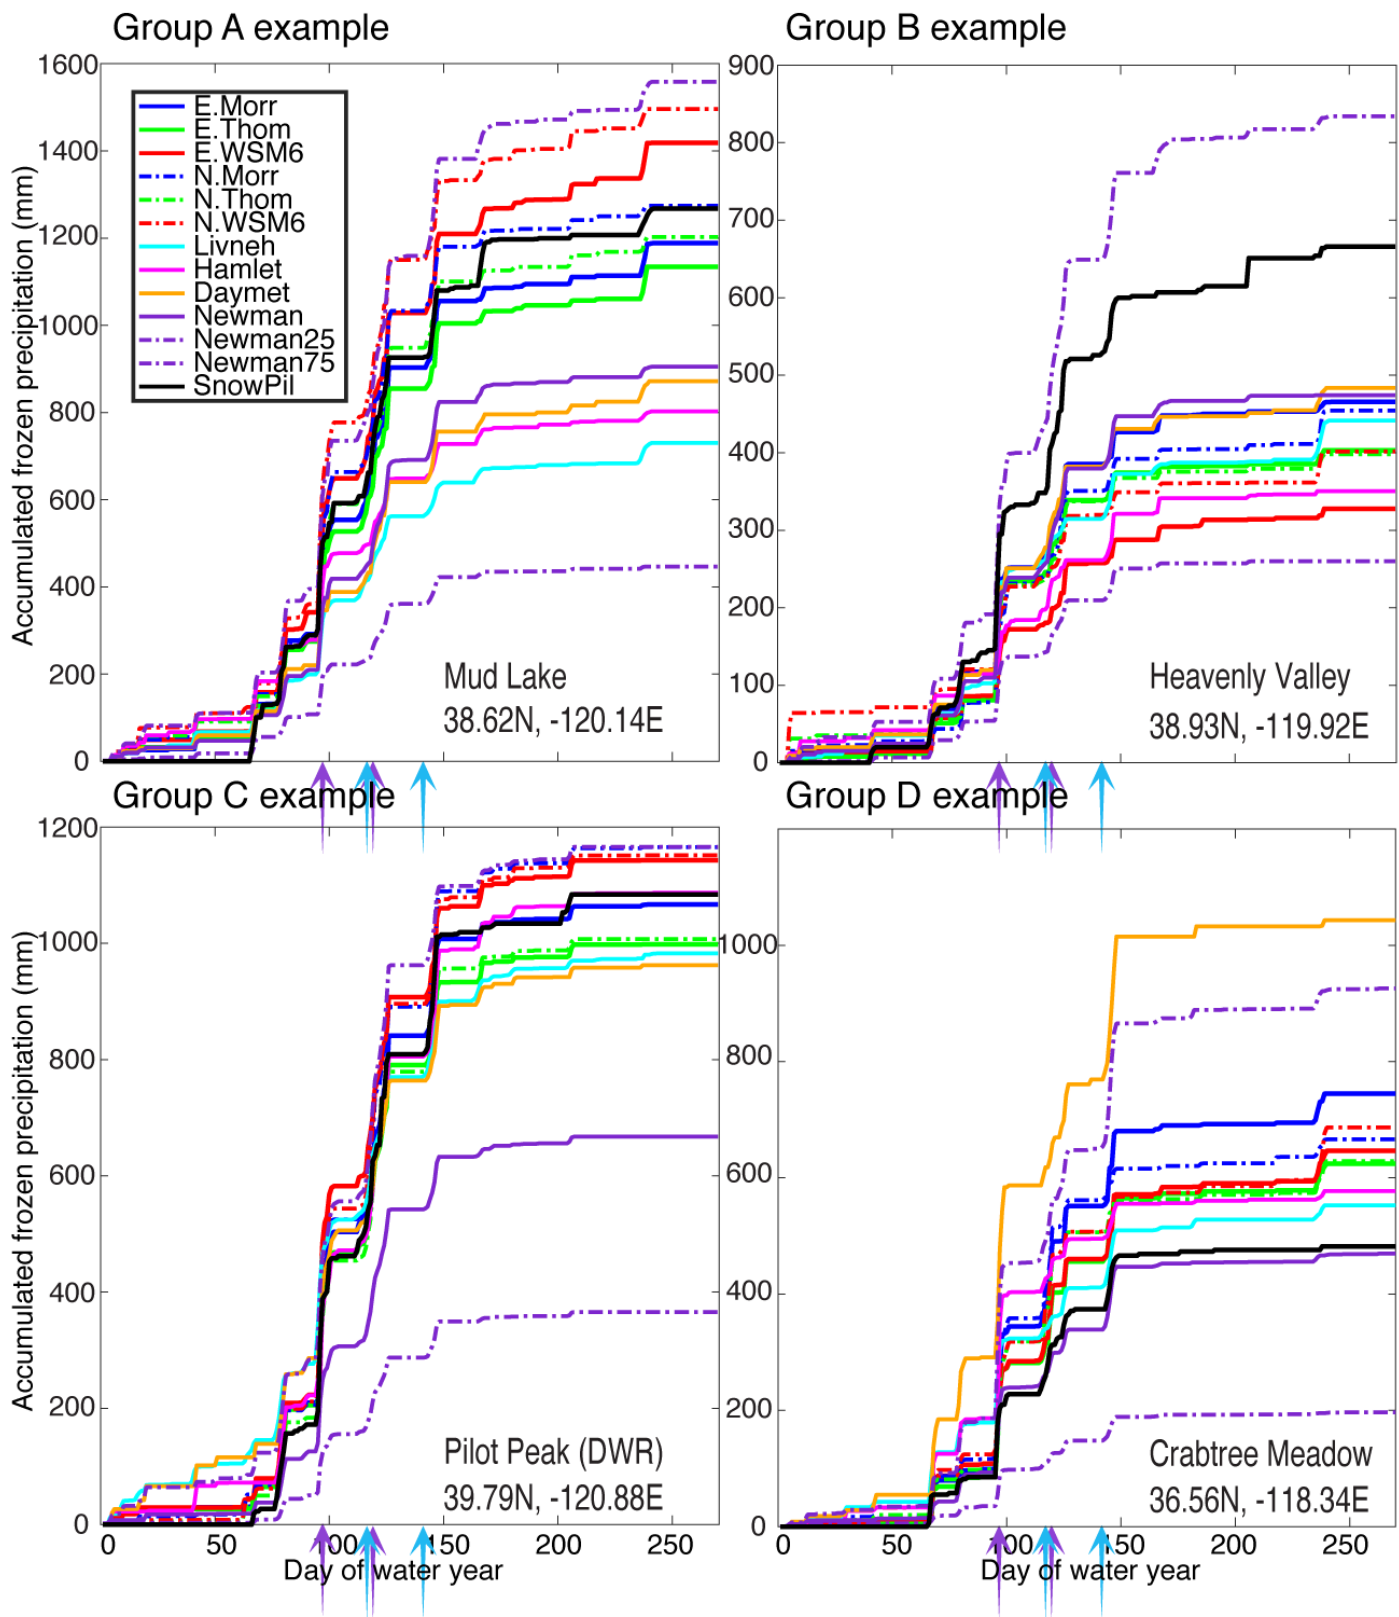 Group A example
Group B example
Accumulated frozen precipitation (mm)
1600
1400
1200
1000
800
600
400
200
0
E.Morr
E.Thom
E.WSM6
N.Morr
N.Thom
N.WSM6
Livneh
Hamlet
Daymet
Newman
Newman25
Newman75
SnowPil
Mud Lake
38.62N, -120.14E
900
800
700
600
500
400
300
200
100
0
Heavenly Valley
38.93N, -119.92E
Group C example
Group D example
Accumulated frozen precipitation (mm)
1200
1000
800
600
400
200
0
Pilot Peak (DWR)
39.79N, -120.88E
0 50 100 150 200 250
Day of water year
1000
800
600
400
200
0
Crabtree Meadow
36.56N, -118.34E
0 50 100 150 200 250
Day of water year